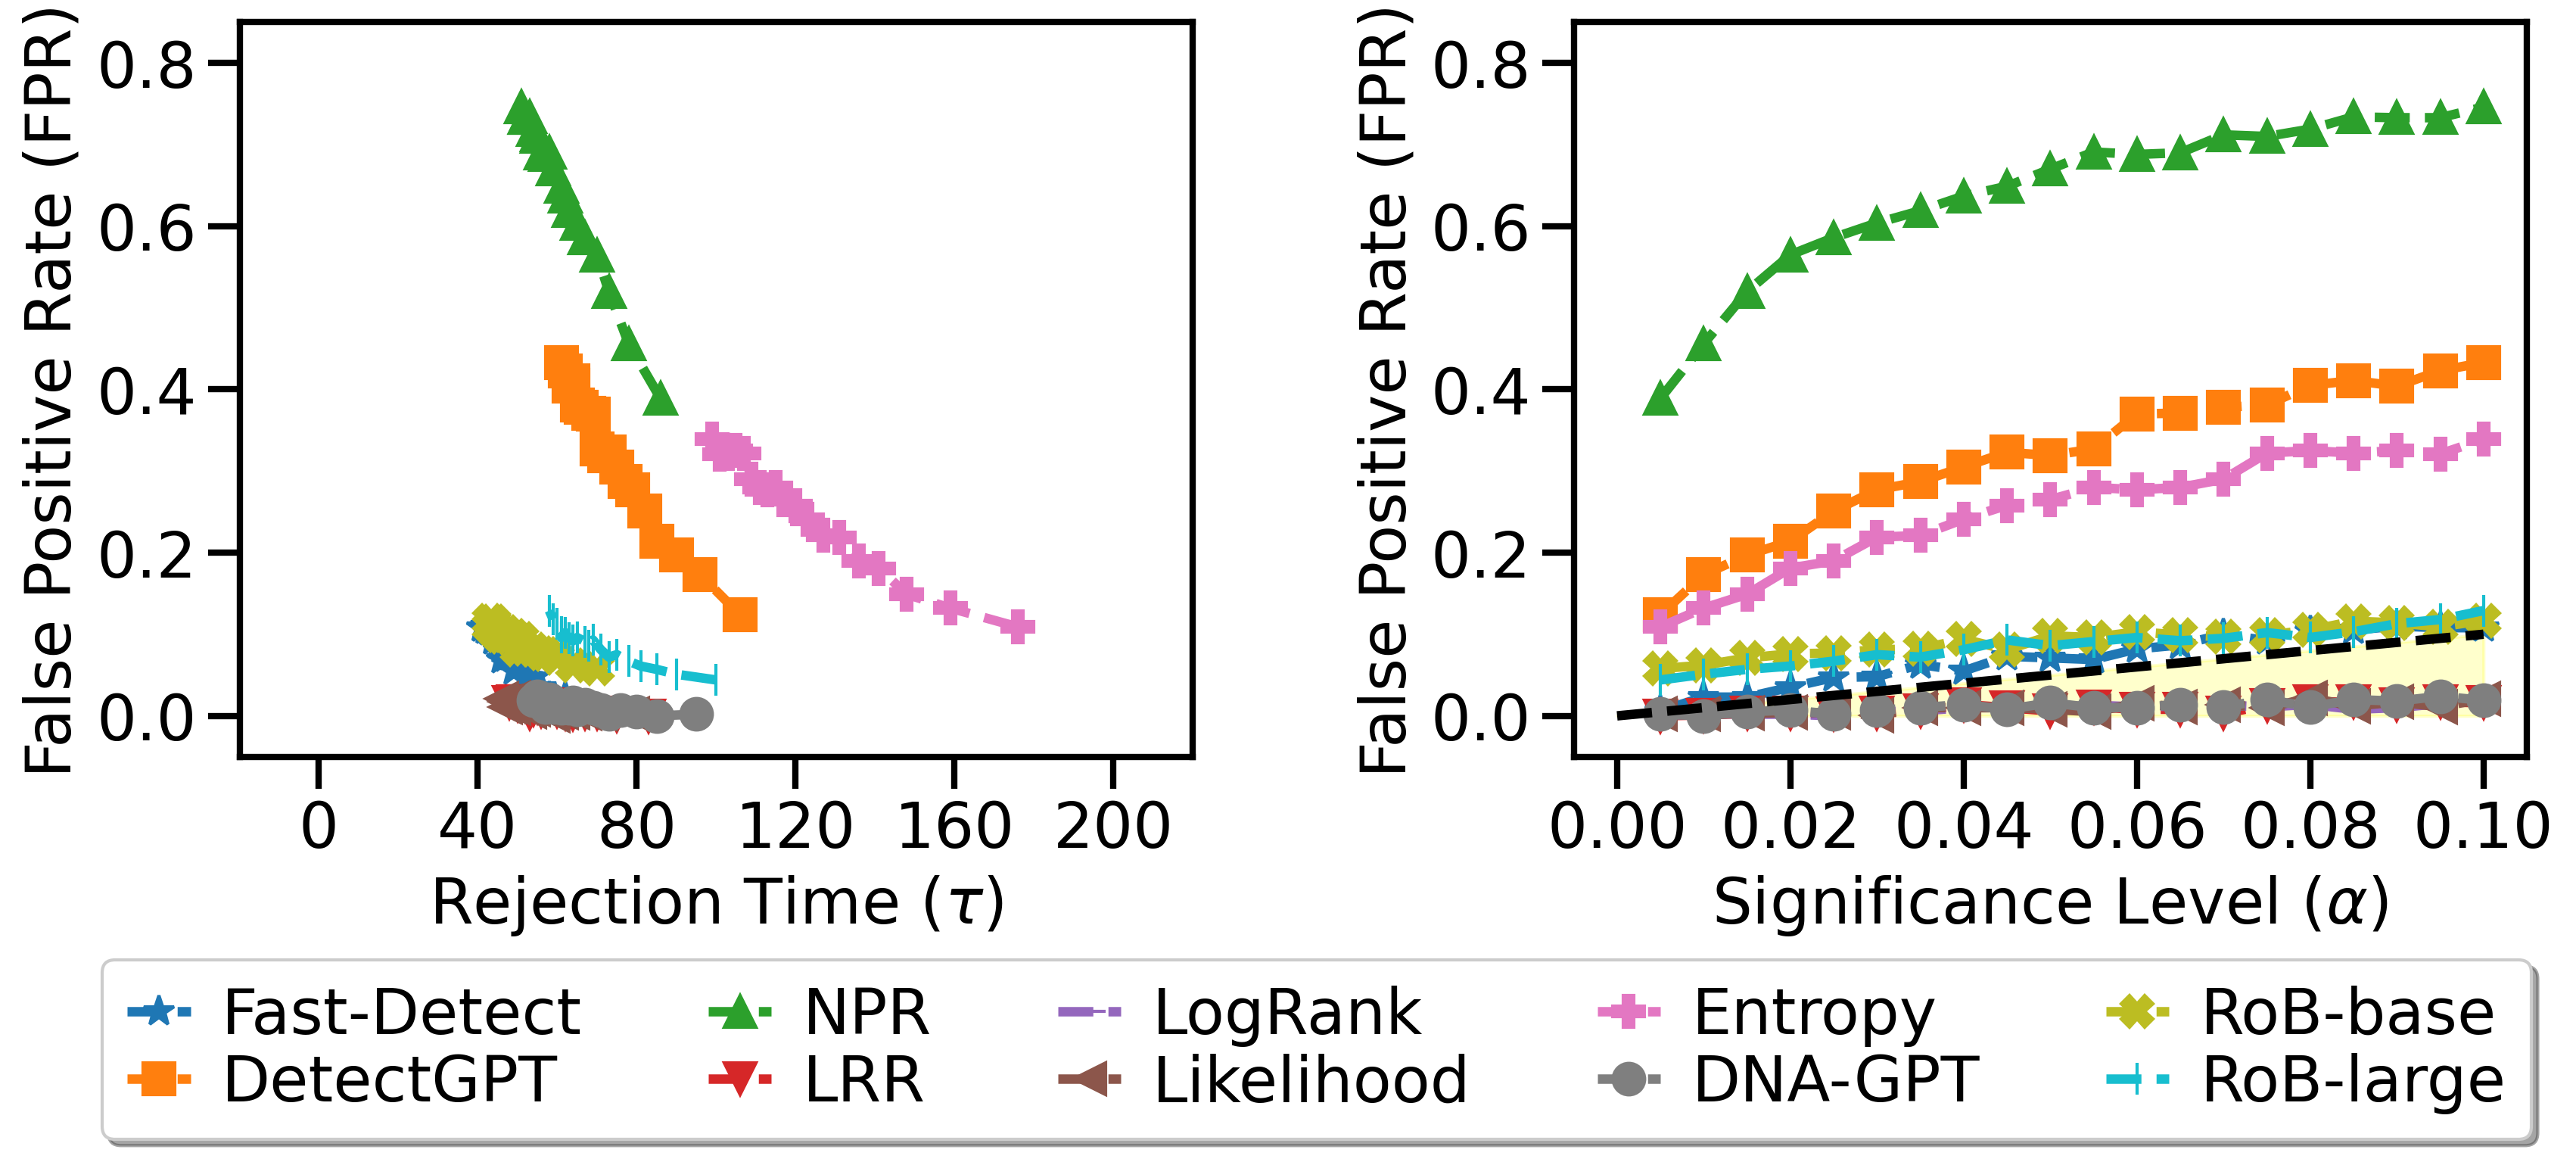 False Positive Rate (FPR)
0.8
0.6
0.4
0.2
0.0
0 40 80 120 160 200
Rejection Time (τ)
False Positive Rate (FPR)
0.8
0.6
0.4
0.2
0.0
0.00 0.02 0.04 0.06 0.08 0.10
Significance Level (α)
Fast-Detect NPR LogRank Entropy RoB-base
DetectGPT LRR Likelihood DNA-GPT RoB-large